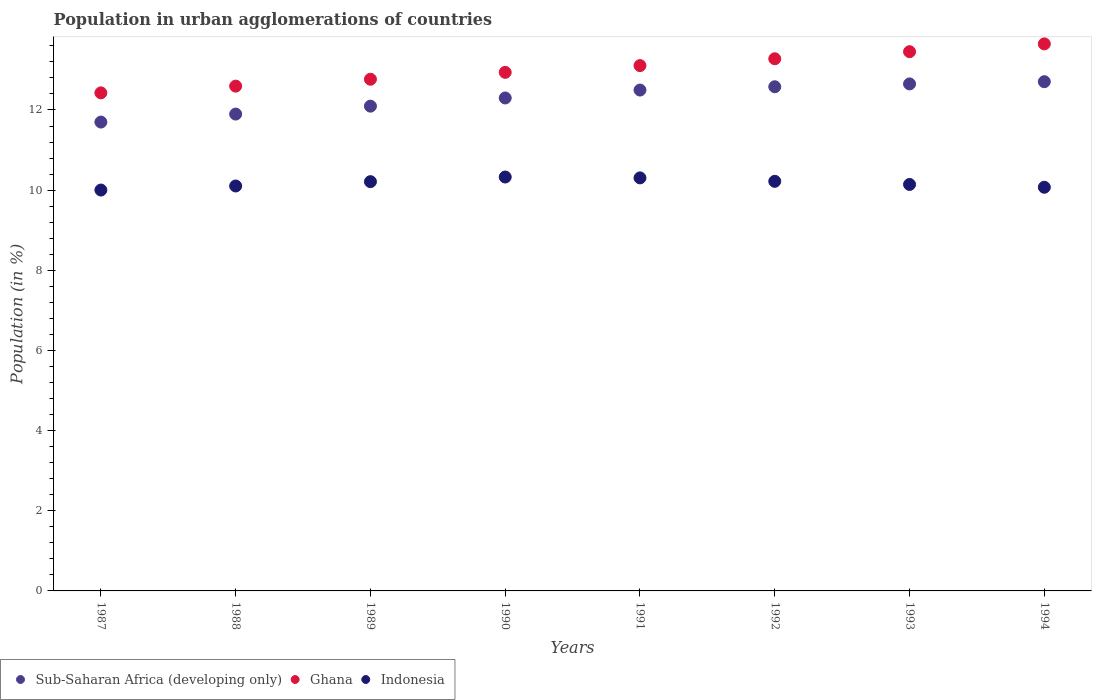 Population in urban agglomerations of countries
Population (in %)
12
10
8
6
4
2
0
1987
1988
1989
1990
1991
1992
1993
1994
Years
Sub-Saharan Africa (developing only)
Ghana
Indonesia